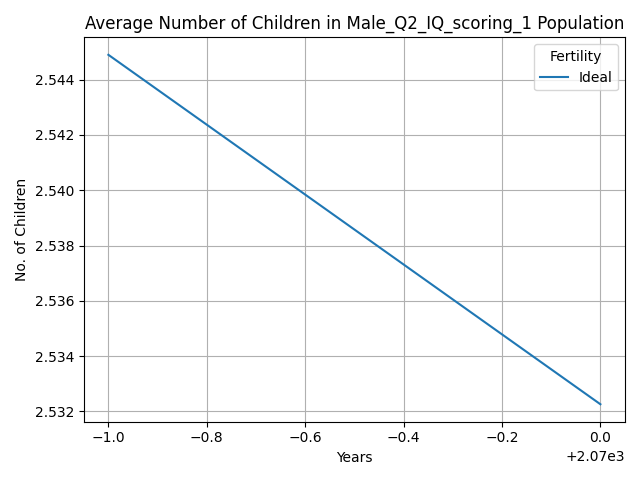 Average Number of Children in Male_Q2_IQ_scoring_1 Population
Fertility
Ideal
No. of Children
2.544
2.542
2.540
2.538
2.536
2.534
2.532
−1.0 −0.8 −0.6 −0.4 −0.2 0.0
+2.07e3
Years